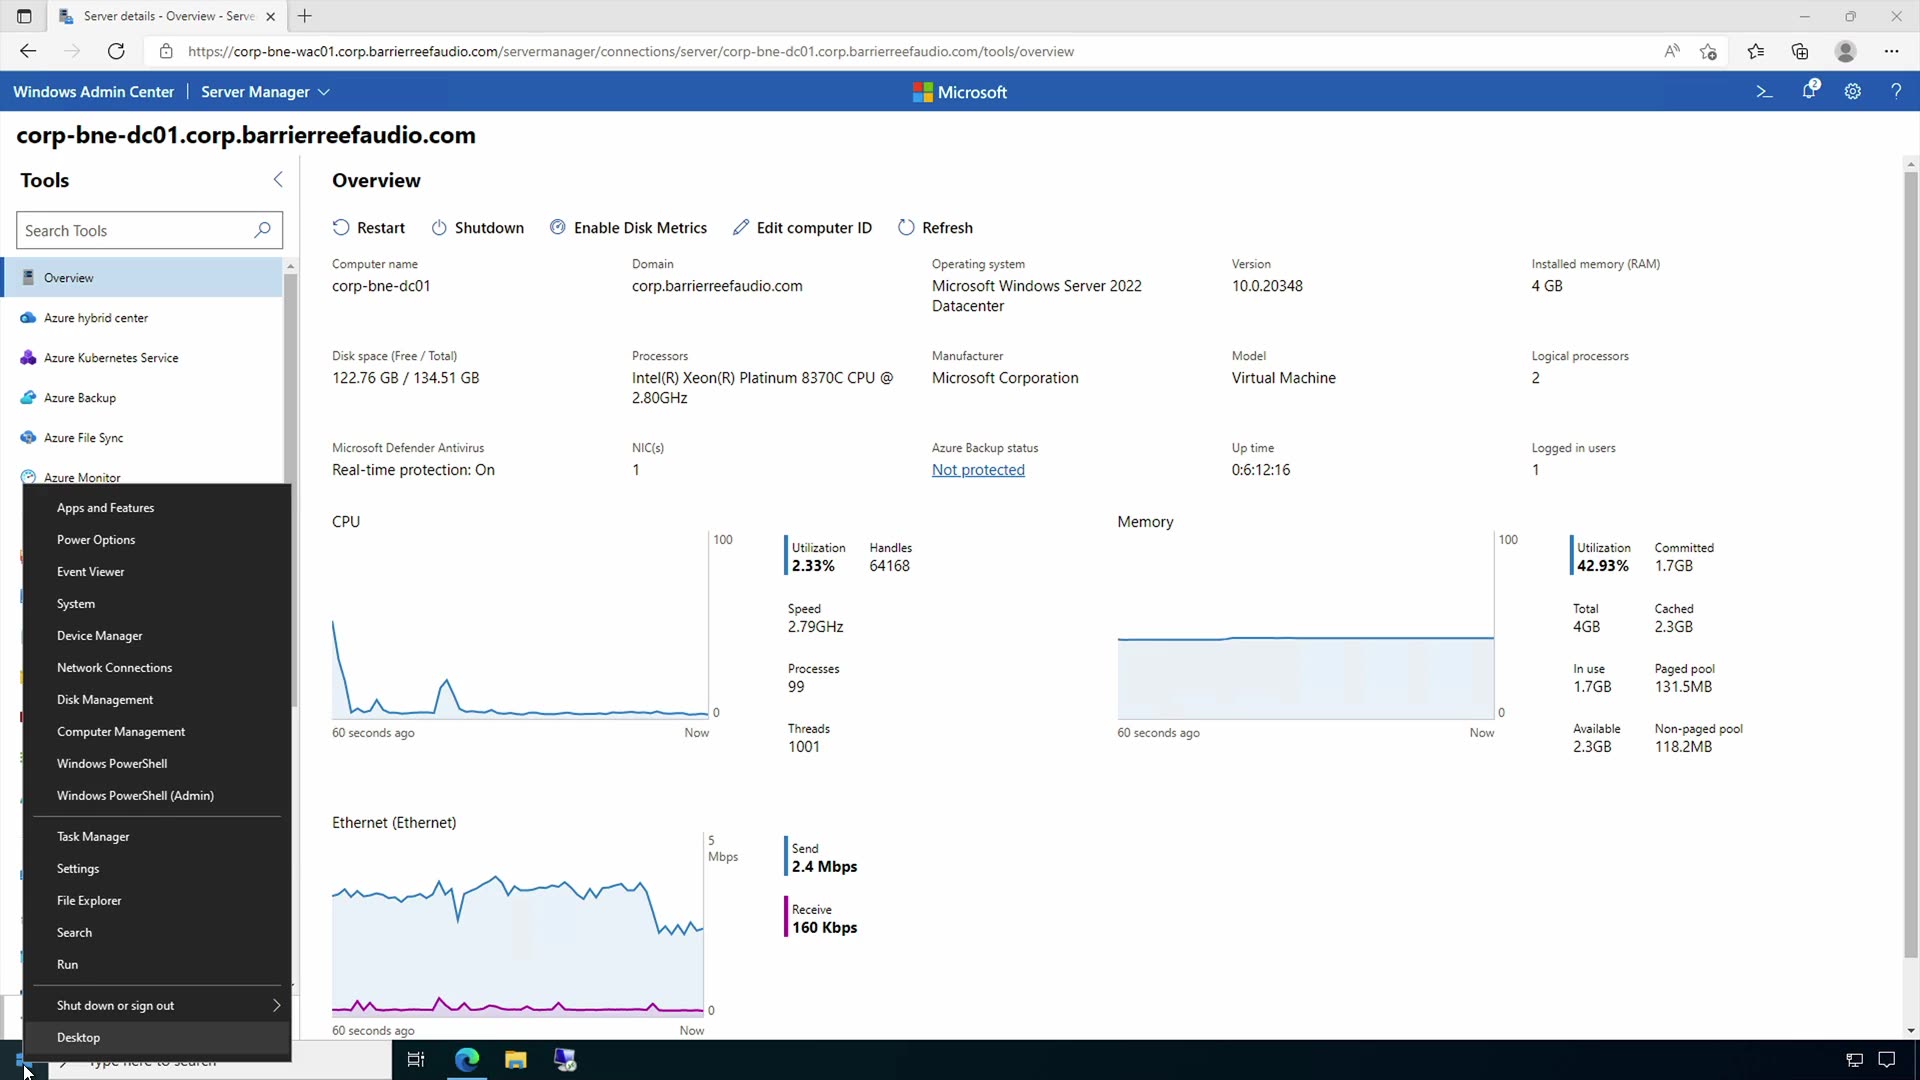 Server details - Overview - Serve
https://corp-bne-wac01.corp.barrierreefaudio.com/servermanager/connections/server/corp-bne-dc01.corp.barrierreefaudio.com/tools/overview
Windows Admin Center
Server Manager
Microsoft
2
corp-bne-dc01.corp.barrierreefaudio.com
Tools
Search Tools
Overview
Azure hybrid center
Azure Kubernetes Service
Azure Backup
Azure File Sync
Azure Monitor
Apps and Features
Power Options
Event Viewer
System
Device Manager
Network Connections
Disk Management
Computer Management
Windows PowerShell
Windows PowerShell (Admin)
Task Manager
Settings
File Explorer
Search
Run
Shut down or sign out
Desktop
Type here to search
Overview
Restart
Shutdown
Enable Disk Metrics
Edit computer ID
Refresh
Computer name
corp-bne-dc01
Domain
corp.barrierreefaudio.com
Operating system
Microsoft Windows Server 2022
Datacenter
Version
10.0.20348
Installed memory (RAM)
4 GB
Disk space (Free / Total)
122.76 GB / 134.51 GB
Processors
Intel(R) Xeon(R) Platinum 8370C CPU @
2.80GHz
Manufacturer
Microsoft Corporation
Model
Virtual Machine
Logical processors
2
Microsoft Defender Antivirus
Real-time protection: On
NIC(s)
1
Azure Backup status
Not protected
Up time
0:6:12:16
Logged in users
1
CPU
100
0
60 seconds ago
Now
Utilization
2.33%
Handles
64168
Speed
2.79GHz
Processes
99
Threads
1001
Memory
100
0
60 seconds ago
Now
Utilization
42.93%
Committed
1.7GB
Total
4GB
Cached
2.3GB
In use
1.7GB
Paged pool
131.5MB
Available
2.3GB
Non-paged pool
118.2MB
Ethernet (Ethernet)
5
Mbps
0
60 seconds ago
Now
Send
2.4 Mbps
Receive
160 Kbps